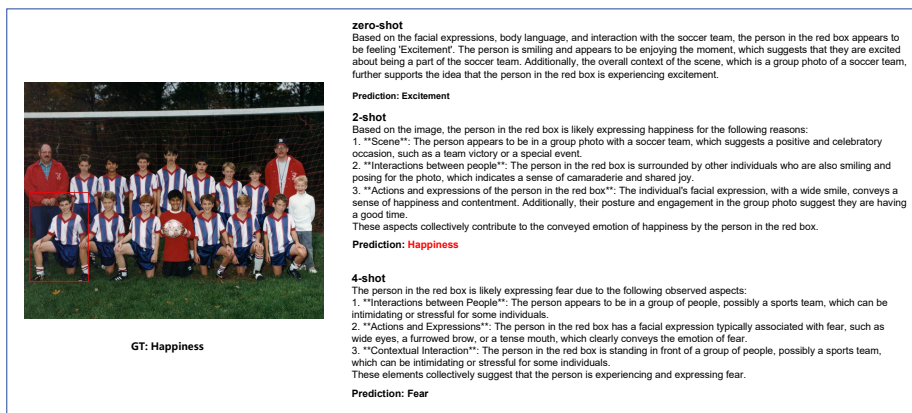 zero-shot
Based on the facial expressions, body language, and interaction with the soccer team, the person in the red box appears to
be feeling 'Excitement'. The person is smiling and appears to be enjoying the moment, which suggests that they are excited
about being a part of the soccer team. Additionally, the overall context of the scene, which is a group photo of a soccer team,
further supports the idea that the person in the red box is experiencing excitement.
Prediction: Excitement
2-shot
Based on the image, the person in the red box is likely expressing happiness for the following reasons:
1. **Scene**: The person appears to be in a group photo with a soccer team, which suggests a positive and celebratory
occasion, such as a team victory or a special event.
2. **Interactions between people**: The person in the red box is surrounded by other individuals who are also smiling and
posing for the photo, which indicates a sense of camaraderie and shared joy.
3. **Actions and expressions of the person in the red box**: The individual's facial expression, with a wide smile, conveys a
sense of happiness and contentment. Additionally, their posture and engagement in the group photo suggest they are having
a good time.
These aspects collectively contribute to the conveyed emotion of happiness by the person in the red box.
Prediction: Happiness
4-shot
The person in the red box is likely expressing fear due to the following observed aspects:
1. **Interactions between People**: The person appears to be in a group of people, possibly a sports team, which can be
intimidating or stressful for some individuals.
2. **Actions and Expressions**: The person in the red box has a facial expression typically associated with fear, such as
wide eyes, a furrowed brow, or a tense mouth, which clearly conveys the emotion of fear.
3. **Contextual Interaction**: The person in the red box is standing in front of a group of people, possibly a sports team,
which can be intimidating or stressful for some individuals.
These elements collectively suggest that the person is experiencing and expressing fear.
Prediction: Fear
GT: Happiness